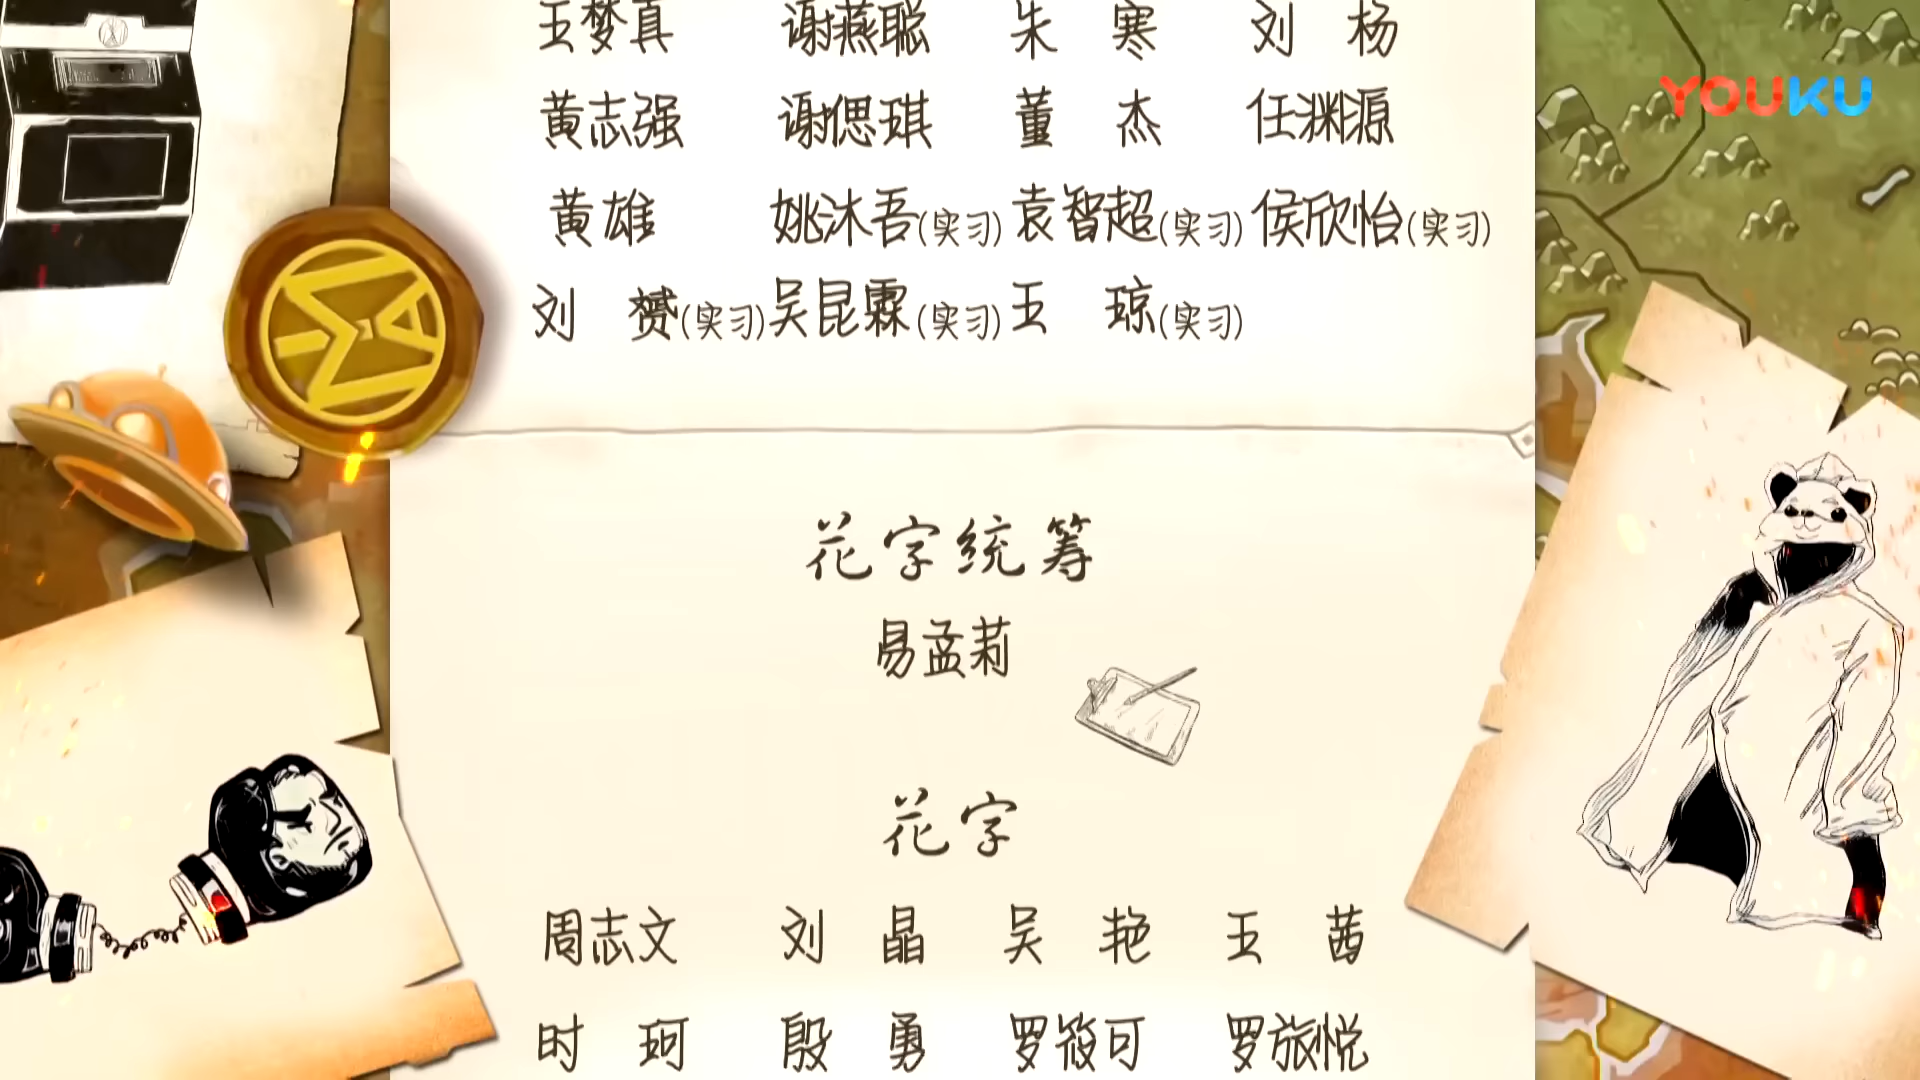 YOUKU
王梦真 谢燕聪 朱寒 刘杨
黄志强 谢偲琪 董杰 任渊源
黄雄 姚沐吾(实习) 袁智超(实习) 侯欣怡(实习)
刘赟(实习) 吴昆霖(实习) 王琼(实习)
花字统筹
易孟莉
花字
周志文 刘晶 吴艳 王茜
时珂 殷勇 罗筱可 罗旅悦